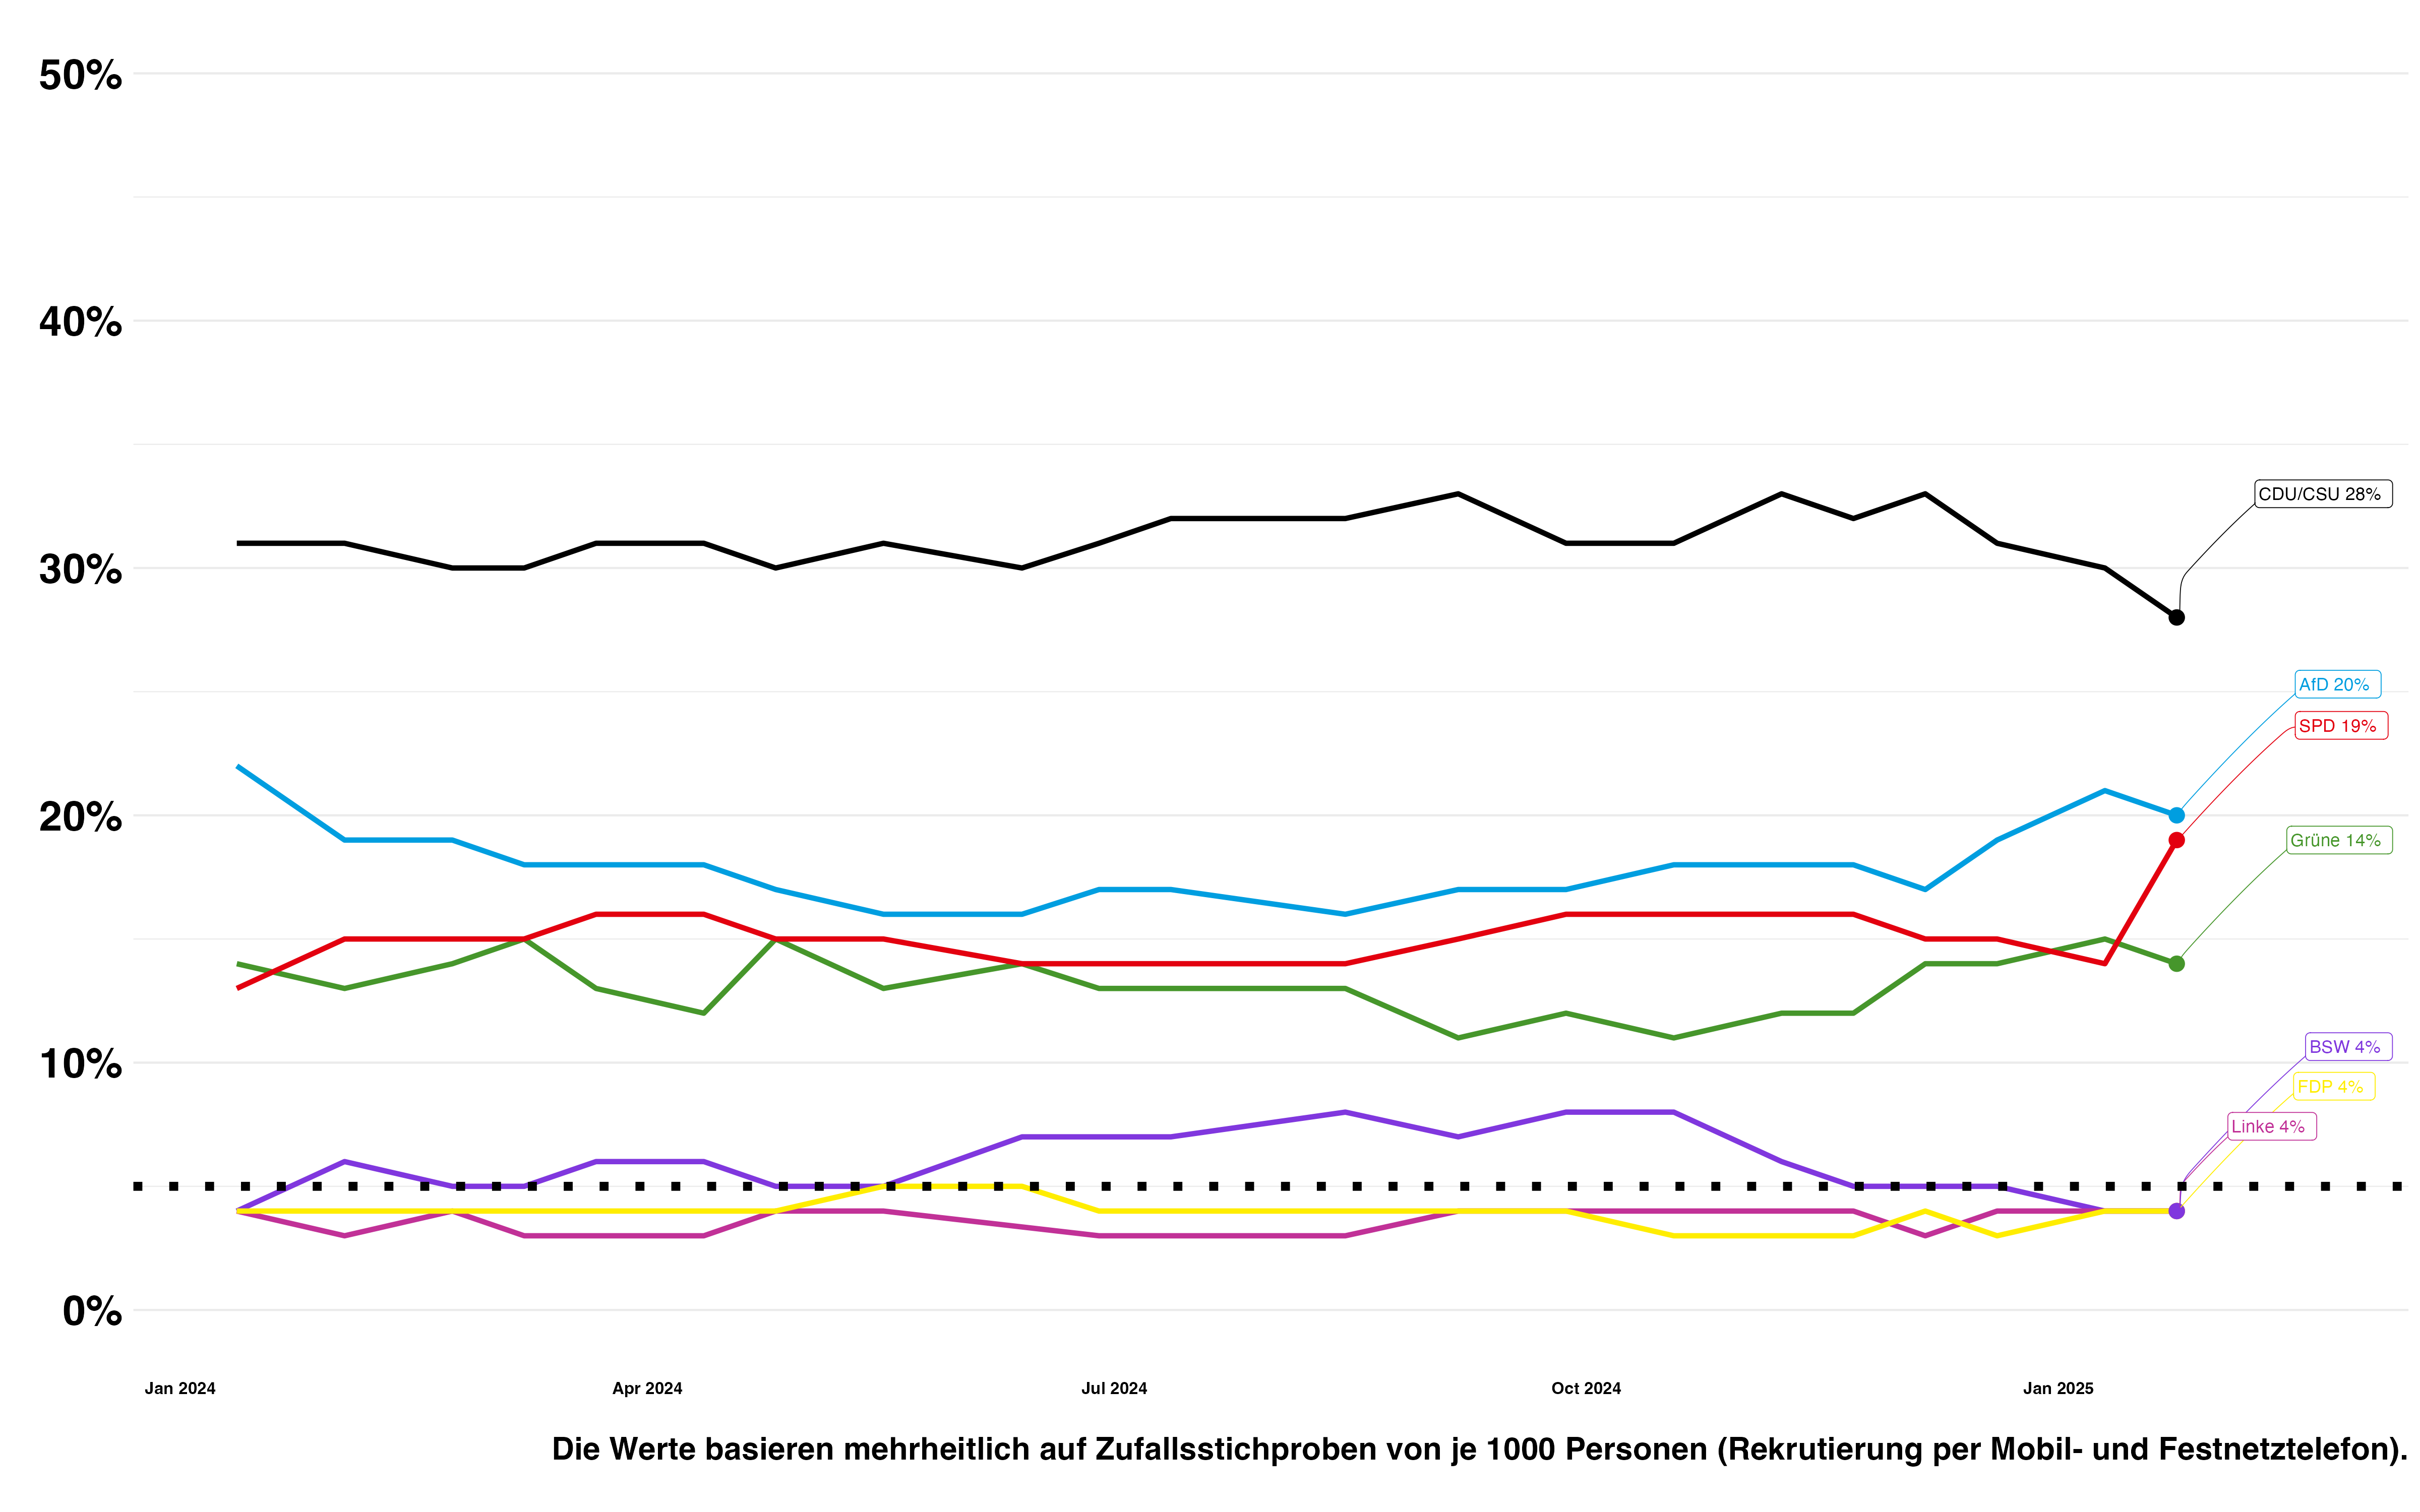 50%
40%
30%
20%
10%
0%
CDU/CSU 28%
AfD 20%
SPD 19%
Grüne 14%
BSW 4%
FDP 4%
Linke 4%
Jan 2024
Apr 2024
Jul 2024
Oct 2024
Jan 2025
Die Werte basieren mehrheitlich auf Zufallsstichproben von je 1000 Personen (Rekrutierung per Mobil- und Festnetztelefon).